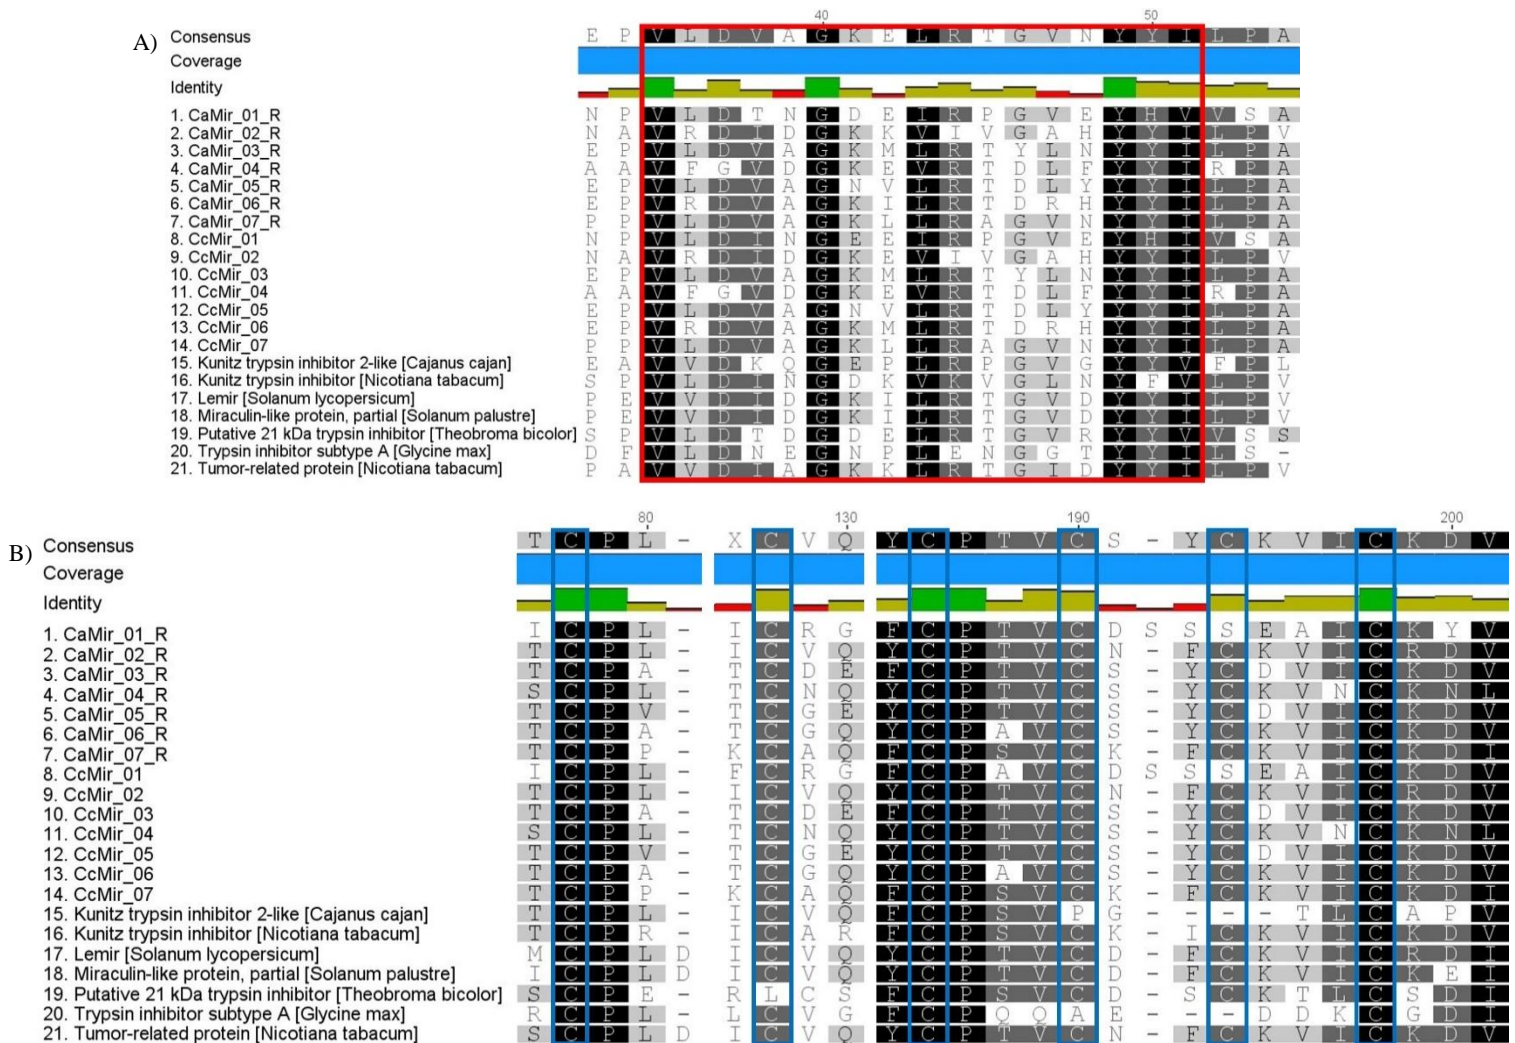 A)
40 50
Consensus E P V L D V A G K E L R T G V N Y Y I L P A
Coverage
Identity
1. CaMir_01_R N P V L D T N G D E I R P G V E Y H V V S A
2. CaMir_02_R N A V R D I D G K K V I V G A H Y Y I L P V
3. CaMir_03_R E P V L D V A G K M L R T Y L N Y Y I L P A
4. CaMir_04_R A A V F G V D G K E V R T D L F Y Y I R P A
5. CaMir_05_R E P V L D V A G N V L R T D L Y Y Y I L P A
6. CaMir_06_R E P V R D V A G K I L R T D R H Y Y I L P A
7. CaMir_07_R P P V L D V A G K L L R A G V N Y Y I L P A
8. CcMir_01 N P V L D I N G E E I R P G V E Y H I V S A
9. CcMir_02 N A V R D I D G K E V I V G A H Y Y I L P V
10. CcMir_03 E P V L D V A G K M L R T Y L N Y Y I L P A
11. CcMir_04 A A V F G V D G K E V R T D L F Y Y I R P A
12. CcMir_05 E P V L D V A G N V L R T D L Y Y Y I L P A
13. CcMir_06 E P V R D V A G K M L R T D R H Y Y I L P A
14. CcMir_07 P P V L D V A G K L L R A G V N Y Y I L P A
15. Kunitz trypsin inhibitor 2-like [Cajanus cajan] E A V V D K Q G E P L R P G V G Y Y V F P L
16. Kunitz trypsin inhibitor [Nicotiana tabacum] S P V L D I N G D K V K V G L N Y F V L P V
17. Lemir [Solanum lycopersicum] P E V V D I D G K I L R T G V D Y Y I L P V
18. Miraculin-like protein, partial [Solanum palustre] P E V V D I D G K I L R T G V D Y Y I L P V
19. Putative 21 kDa trypsin inhibitor [Theobroma bicolor] S P V L D T D G D E L R T G V R Y Y V V S S
20. Trypsin inhibitor subtype A [Glycine max] D F V L D N E G N P L E N G G T Y Y I L S -
21. Tumor-related protein [Nicotiana tabacum] P A V V D I A G K K L R T G I D Y Y I L P V
B)
80 130 190 200
Consensus T C P L - X C V Q Y C P T V C S - Y C K V I C K D V
Coverage
Identity
1. CaMir_01_R I C P L - I C R G F C P T V C D S S S E A I C K Y V
2. CaMir_02_R T C P L - I C V Q Y C P T V C N - F C K V I C R D V
3. CaMir_03_R T C P A - T C D E F C P T V C S - Y C D V I C K D V
4. CaMir_04_R S C P L - T C N Q Y C P T V C S - Y C K V N C K N L
5. CaMir_05_R T C P V - T C G E Y C P T V C S - Y C D V I C K D V
6. CaMir_06_R T C P A - T C G Q Y C P A V C S - Y C K V I C K D V
7. CaMir_07_R T C P P - K C A Q F C P S V C K - F C K V I C K D I
8. CcMir_01 I C P L - F C R G F C P A V C D S S S E A I C K D V
9. CcMir_02 T C P L - I C V Q Y C P T V C N - F C K V I C R D V
10. CcMir_03 T C P A - T C D E F C P T V C S - Y C D V I C K D V
11. CcMir_04 S C P L - T C N Q Y C P T V C S - Y C K V N C K N L
12. CcMir_05 T C P V - T C G E Y C P T V C S - Y C D V I C K D V
13. CcMir_06 T C P A - T C G Q Y C P A V C S - Y C K V I C K D V
14. CcMir_07 T C P P - K C A Q F C P S V C K - F C K V I C K D I
15. Kunitz trypsin inhibitor 2-like [Cajanus cajan] T C P L - I C V Q F C P S V P G - - - - T L C A P V
16. Kunitz trypsin inhibitor [Nicotiana tabacum] T C P R - I C A R F C P S V C K - I C K V I C K D V
17. Lemir [Solanum lycopersicum] M C P L D I C V Q Y C P T V C D - F C K V I C R D I
18. Miraculin-like protein, partial [Solanum palustre] I C P L D I C V Q Y C P T V C D - F C K V I C K E I
19. Putative 21 kDa trypsin inhibitor [Theobroma bicolor] S C P E - R L C S F C P S V C D - S C K T L C S D I
20. Trypsin inhibitor subtype A [Glycine max] R C P L - L C V G F C P Q Q A E - - - D D K C G D I
21. Tumor-related protein [Nicotiana tabacum] S C P L D I C V Q Y C P T V C N - F C K V I C K D V